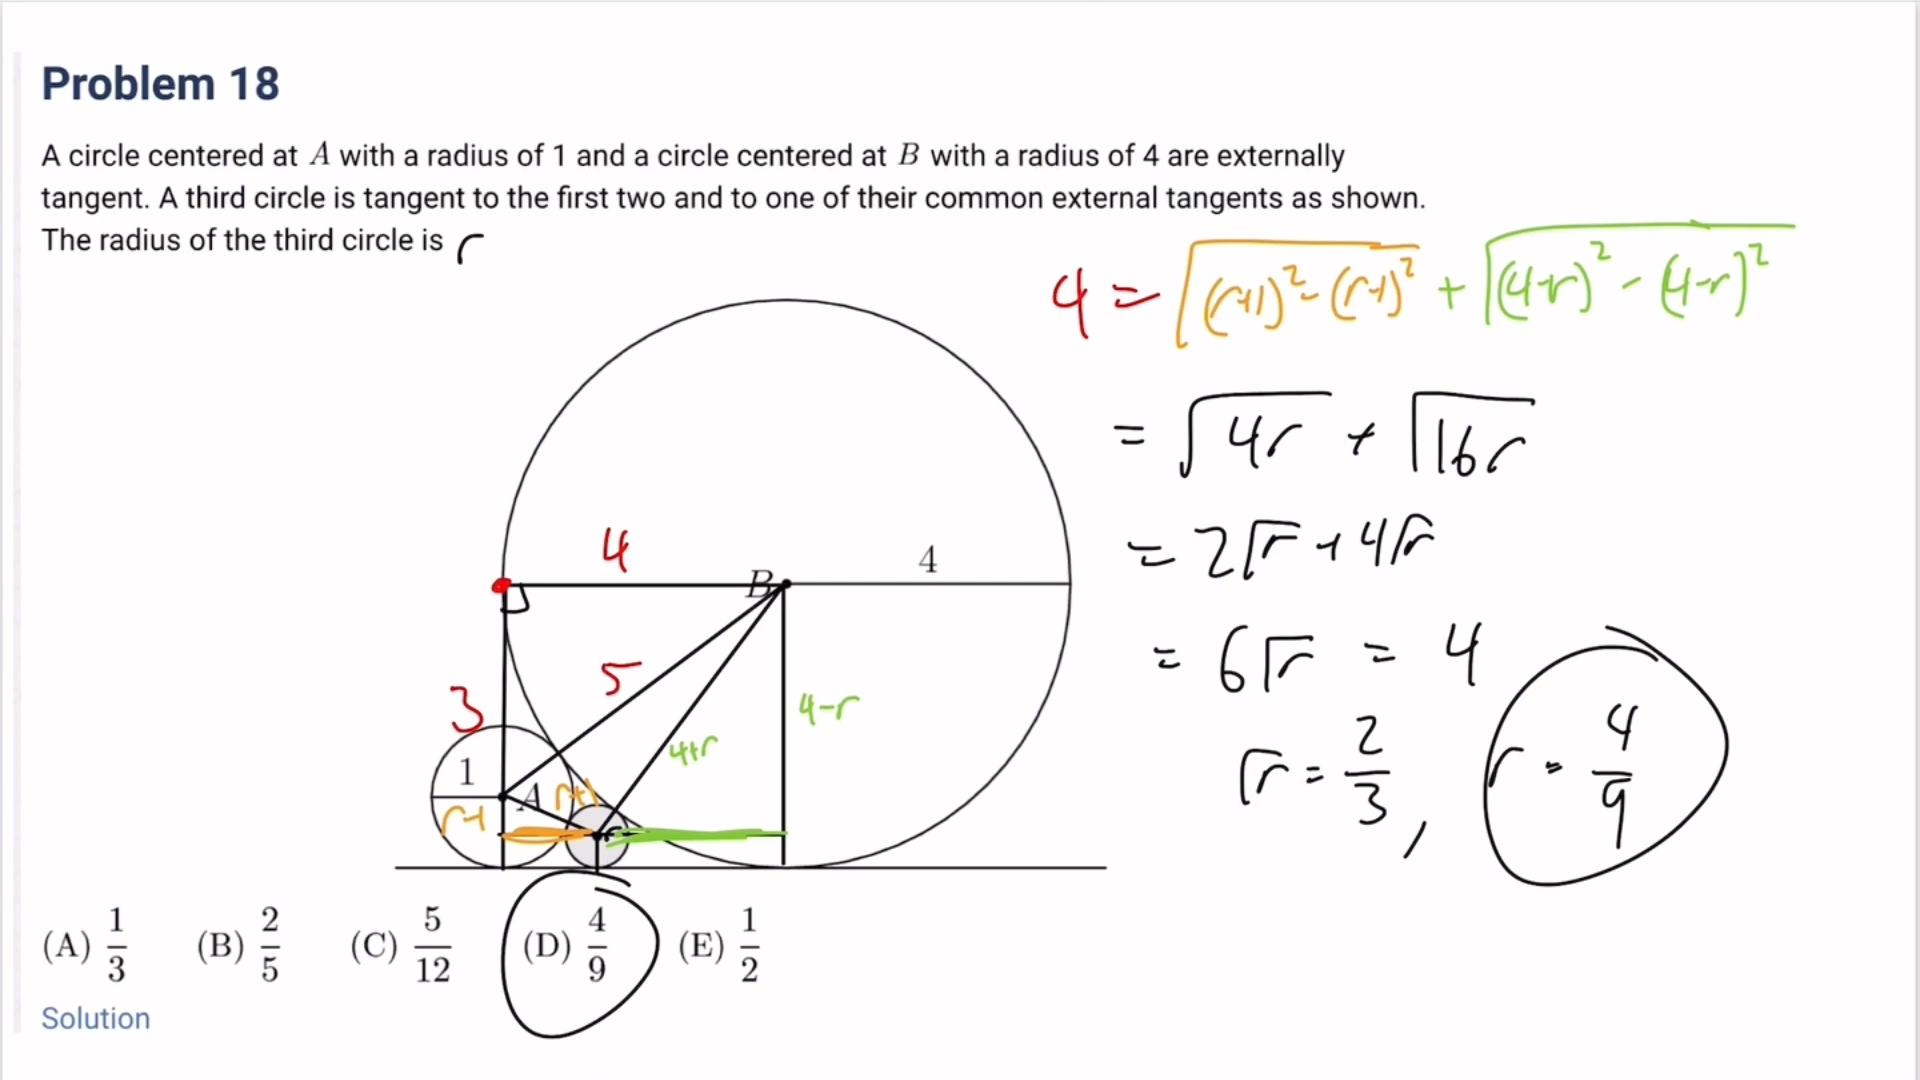 Problem 18
A circle centered at A with a radius of 1 and a circle centered at B with a radius of 4 are externally
tangent. A third circle is tangent to the first two and to one of their common external tangents as shown.
The radius of the third circle is r
4 = √((r+1)² - (r-1)²) + √((4-r)² - (4-r)²)
= √4r + √16r
= 2√r + 4√r
= 6√r = 4
√r = 2/3, r = 4/9
4
B
4
5
3
4-r
4+r
1
A
r+1
r-1
r
(A) 1/3 (B) 2/5 (C) 5/12 (D) 4/9 (E) 1/2
Solution